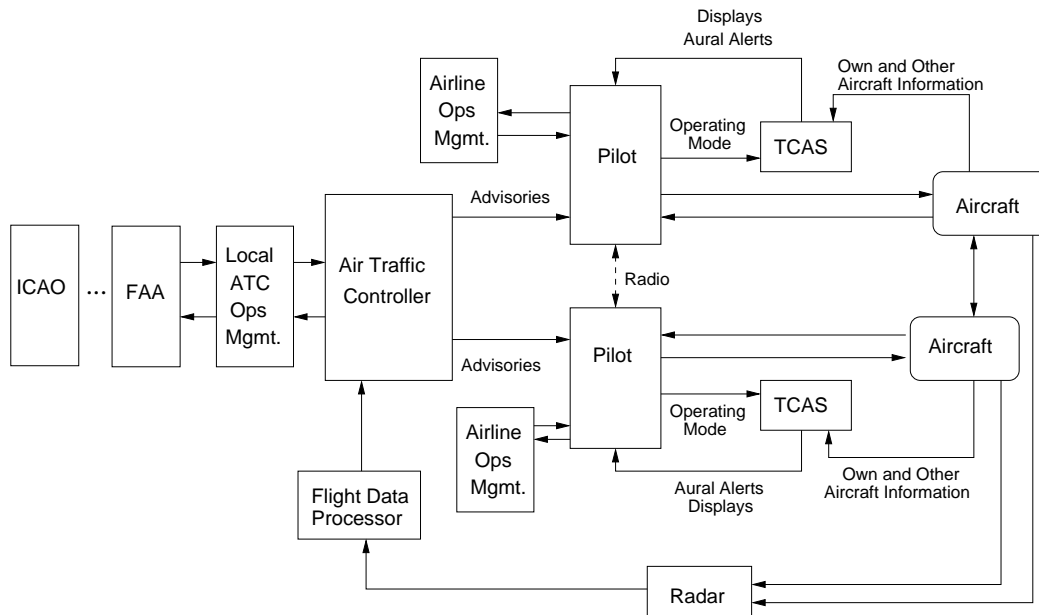 Displays
Aural Alerts
Own and Other
Aircraft Information
Airline
Ops
Mgmt.
Operating
Mode
TCAS
Pilot
Advisories
Aircraft
ICAO
...
FAA
Local
ATC
Ops
Mgmt.
Air Traffic
Controller
Radio
Advisories
Pilot
Aircraft
Operating
Mode
TCAS
Airline
Ops
Mgmt.
Aural Alerts
Displays
Own and Other
Aircraft Information
Flight Data
Processor
Radar